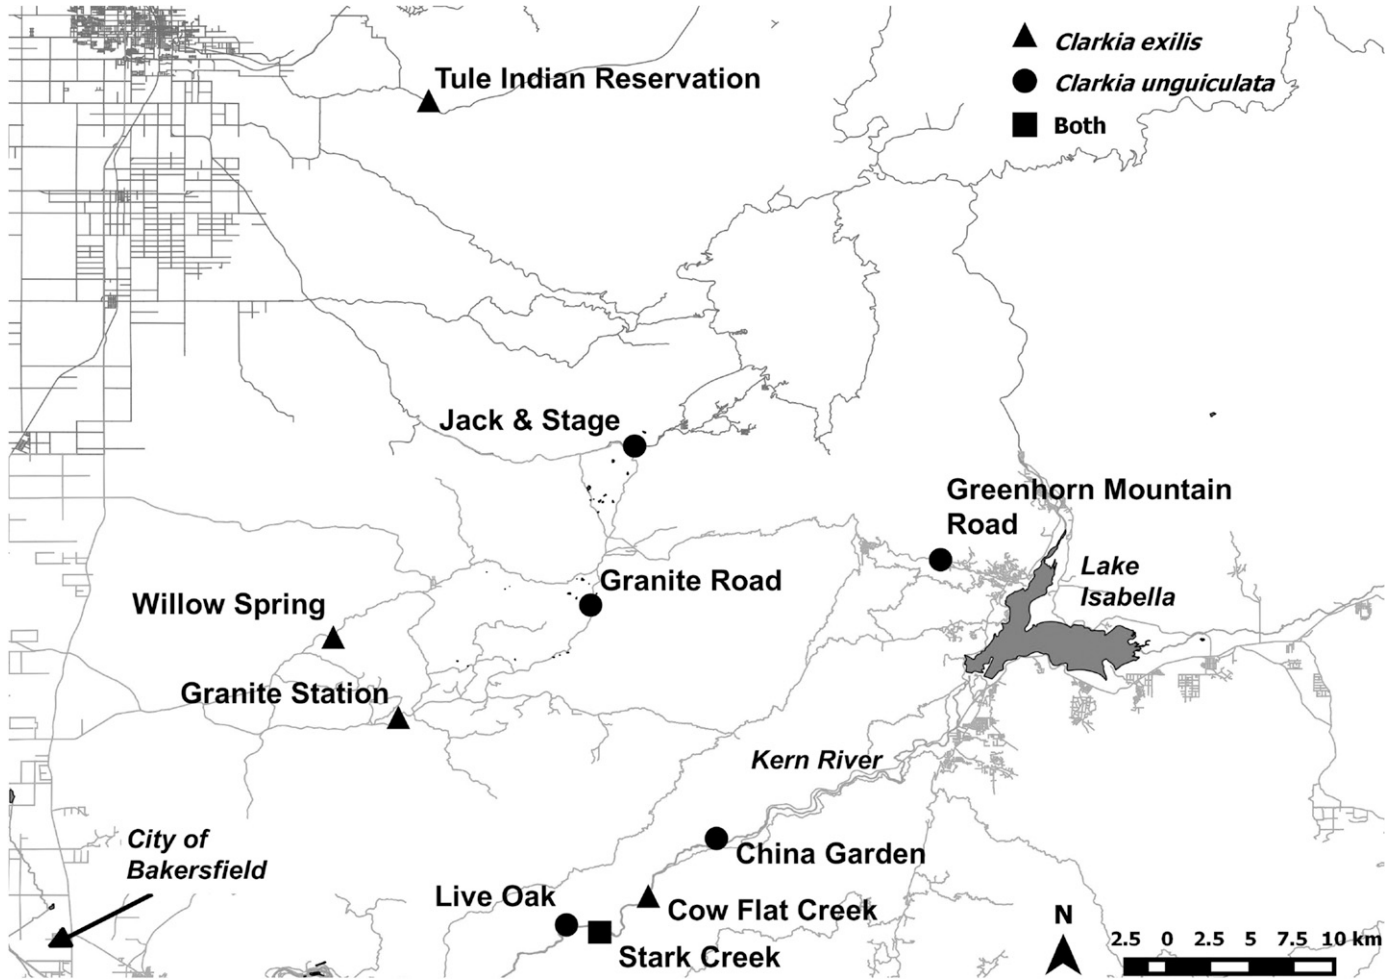 Clarkia exilis
Tule Indian Reservation
Clarkia unguiculata
Both
Jack & Stage
Greenhorn Mountain
Road
Lake
Isabella
Granite Road
Willow Spring
Granite Station
Kern River
City of
Bakersfield
China Garden
Live Oak
Cow Flat Creek
Stark Creek
N
2.5 0 2.5 5 7.5 10 km